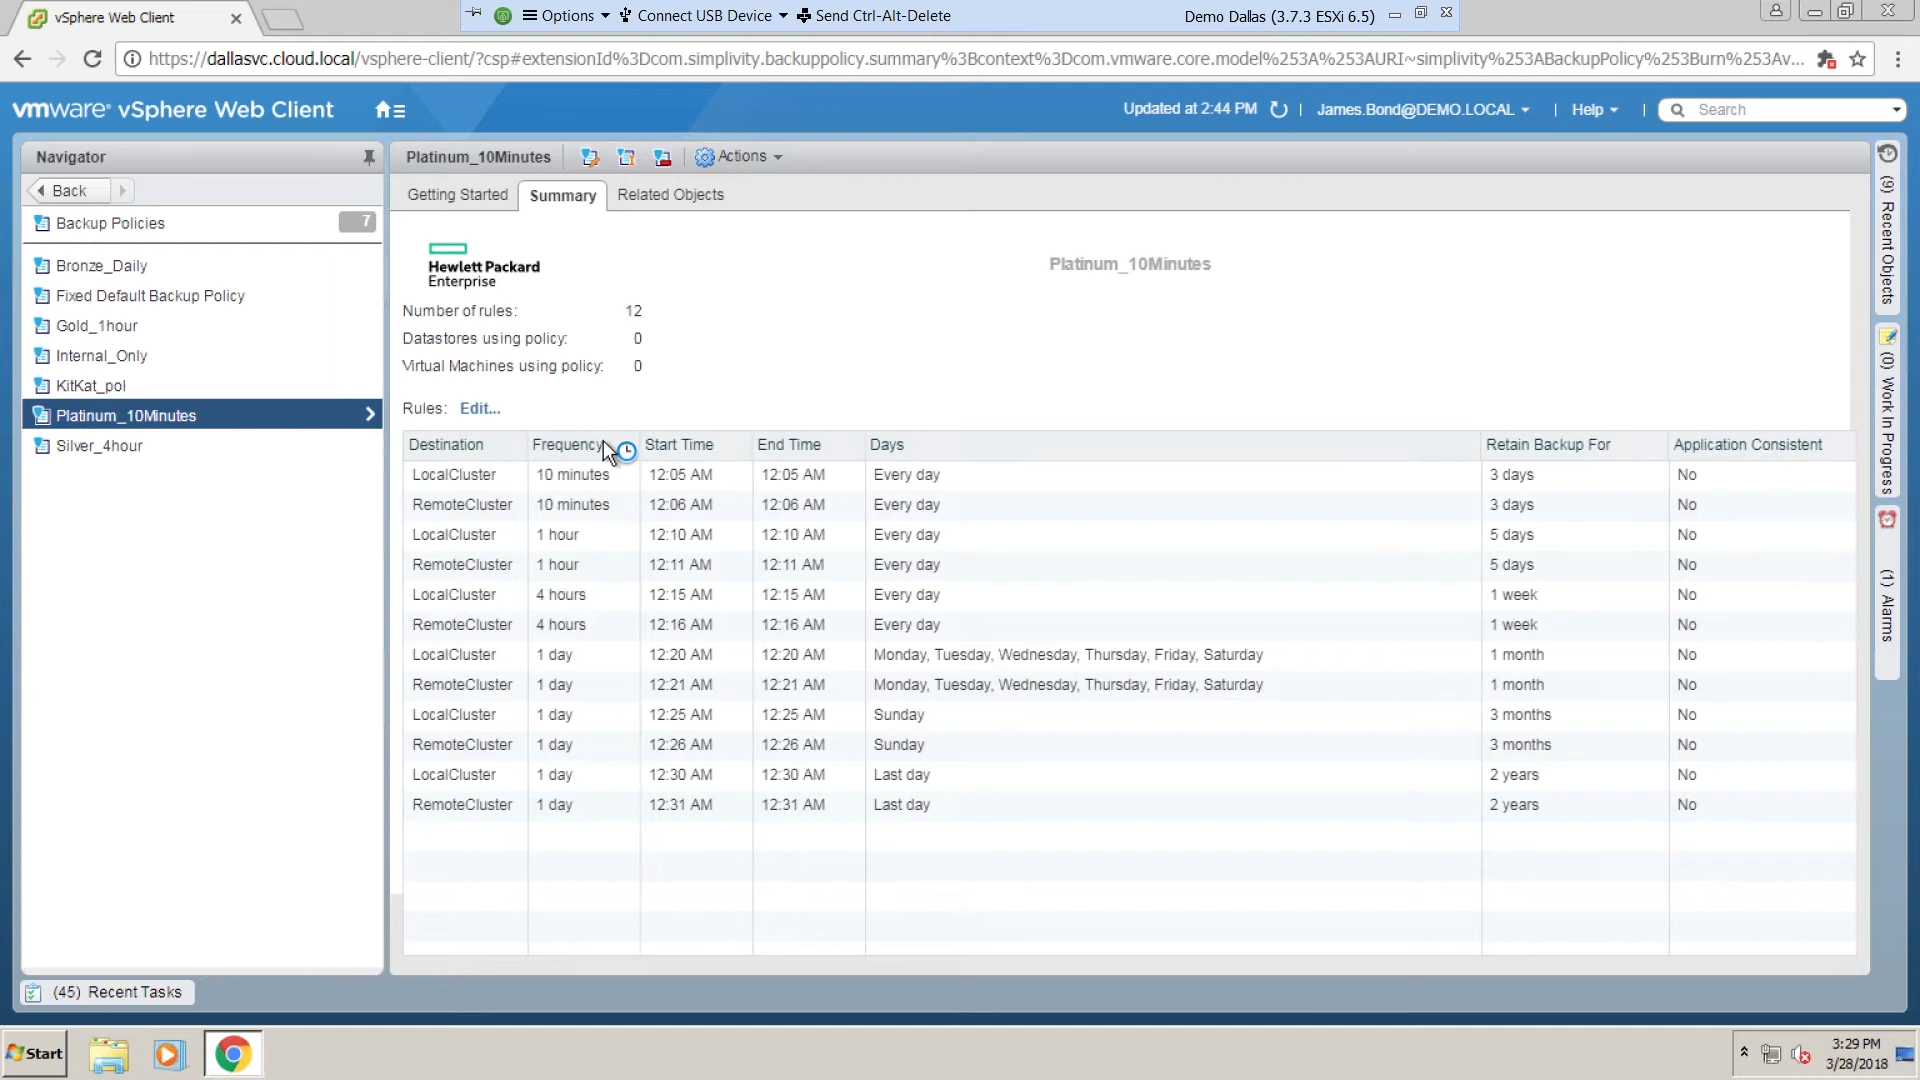 vSphere Web Client
Options
Connect USB Device
Send Ctrl-Alt-Delete
Demo Dallas (3.7.3 ESXi 6.5)
https://dallasvc.cloud.local/vsphere-client/?csp#extensionId%3Dcom.simplivity.backuppolicy.summary%3Bcontext%3Dcom.vmware.core.model%253A%253AURI~simplivity%253ABackupPolicy%253Burn%253Av...
vmware® vSphere Web Client
Updated at 2:44 PM
James.Bond@DEMO.LOCAL
Help
Search
Navigator
Back
Backup Policies 7
Bronze_Daily
Fixed Default Backup Policy
Gold_1hour
Internal_Only
KitKat_pol
Platinum_10Minutes
Silver_4hour
Platinum_10Minutes
Actions
Getting Started
Summary
Related Objects
Hewlett Packard
Enterprise
Platinum_10Minutes
Number of rules: 12
Datastores using policy: 0
Virtual Machines using policy: 0
Rules: Edit...
Destination Frequency Start Time End Time Days Retain Backup For Application Consistent
LocalCluster 10 minutes 12:05 AM 12:05 AM Every day 3 days No
RemoteCluster 10 minutes 12:06 AM 12:06 AM Every day 3 days No
LocalCluster 1 hour 12:10 AM 12:10 AM Every day 5 days No
RemoteCluster 1 hour 12:11 AM 12:11 AM Every day 5 days No
LocalCluster 4 hours 12:15 AM 12:15 AM Every day 1 week No
RemoteCluster 4 hours 12:16 AM 12:16 AM Every day 1 week No
LocalCluster 1 day 12:20 AM 12:20 AM Monday, Tuesday, Wednesday, Thursday, Friday, Saturday 1 month No
RemoteCluster 1 day 12:21 AM 12:21 AM Monday, Tuesday, Wednesday, Thursday, Friday, Saturday 1 month No
LocalCluster 1 day 12:25 AM 12:25 AM Sunday 3 months No
RemoteCluster 1 day 12:26 AM 12:26 AM Sunday 3 months No
LocalCluster 1 day 12:30 AM 12:30 AM Last day 2 years No
RemoteCluster 1 day 12:31 AM 12:31 AM Last day 2 years No
(9) Recent Objects
(0) Work In Progress
(1) Alarms
(45) Recent Tasks
Start
3:29 PM
3/28/2018